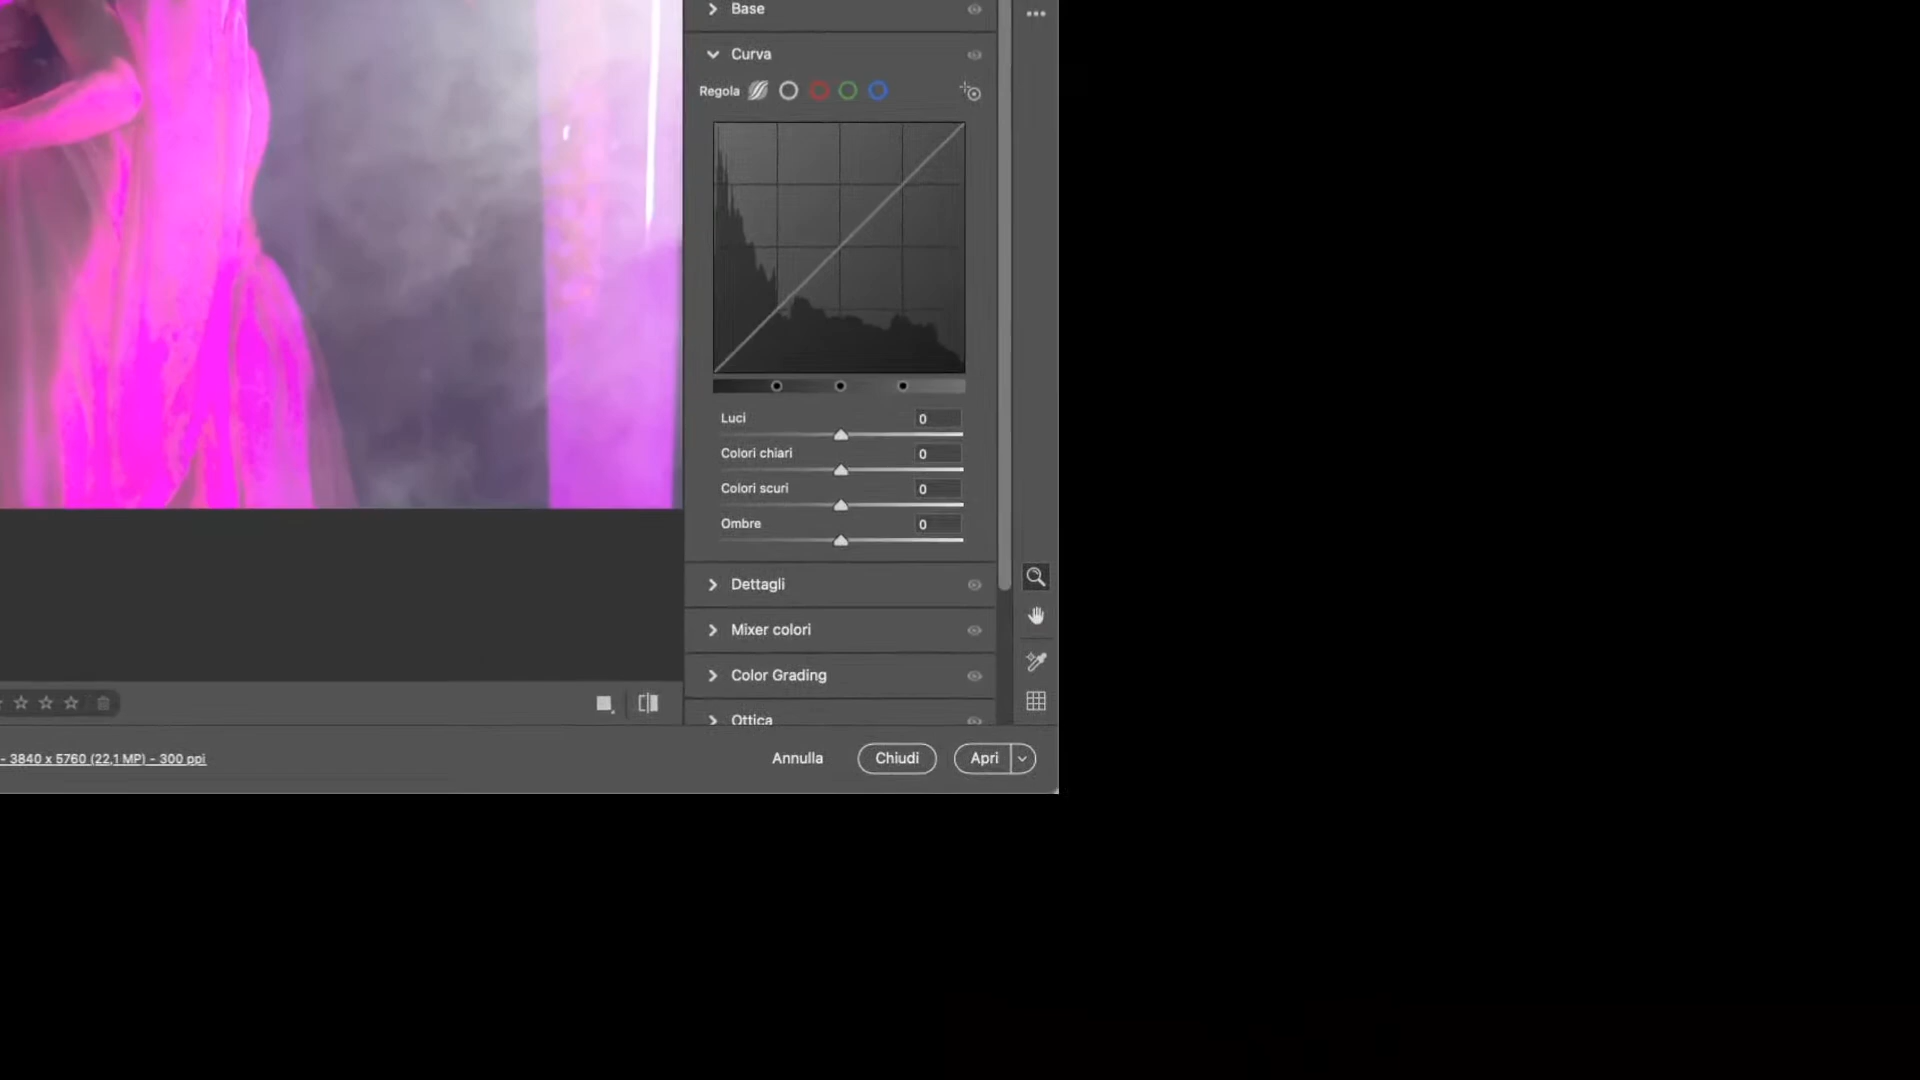 Base
Curva
Regola
Luci 0
Colori chiari 0
Colori scuri 0
Ombre 0
Dettagli
Mixer colori
Color Grading
Ottica
- 3840 x 5760 (22,1 MP) - 300 ppi
Annulla Chiudi Apri